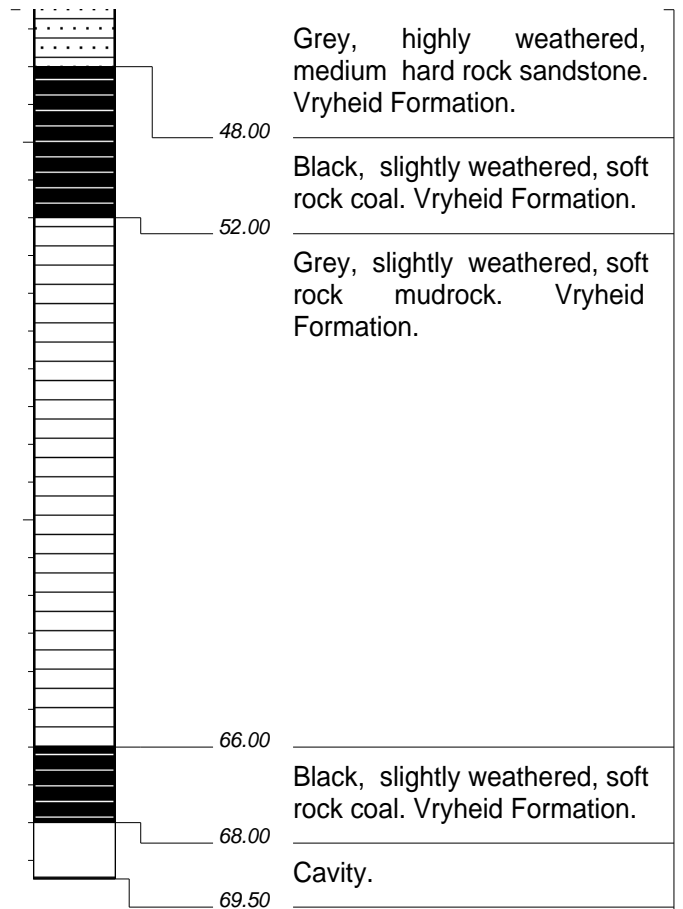 Grey, highly weathered,
medium hard rock sandstone.
Vryheid Formation.
48.00
Black, slightly weathered, soft
rock coal. Vryheid Formation.
52.00
Grey, slightly weathered, soft
rock mudrock. Vryheid
Formation.
66.00
Black, slightly weathered, soft
rock coal. Vryheid Formation.
68.00
Cavity.
69.50